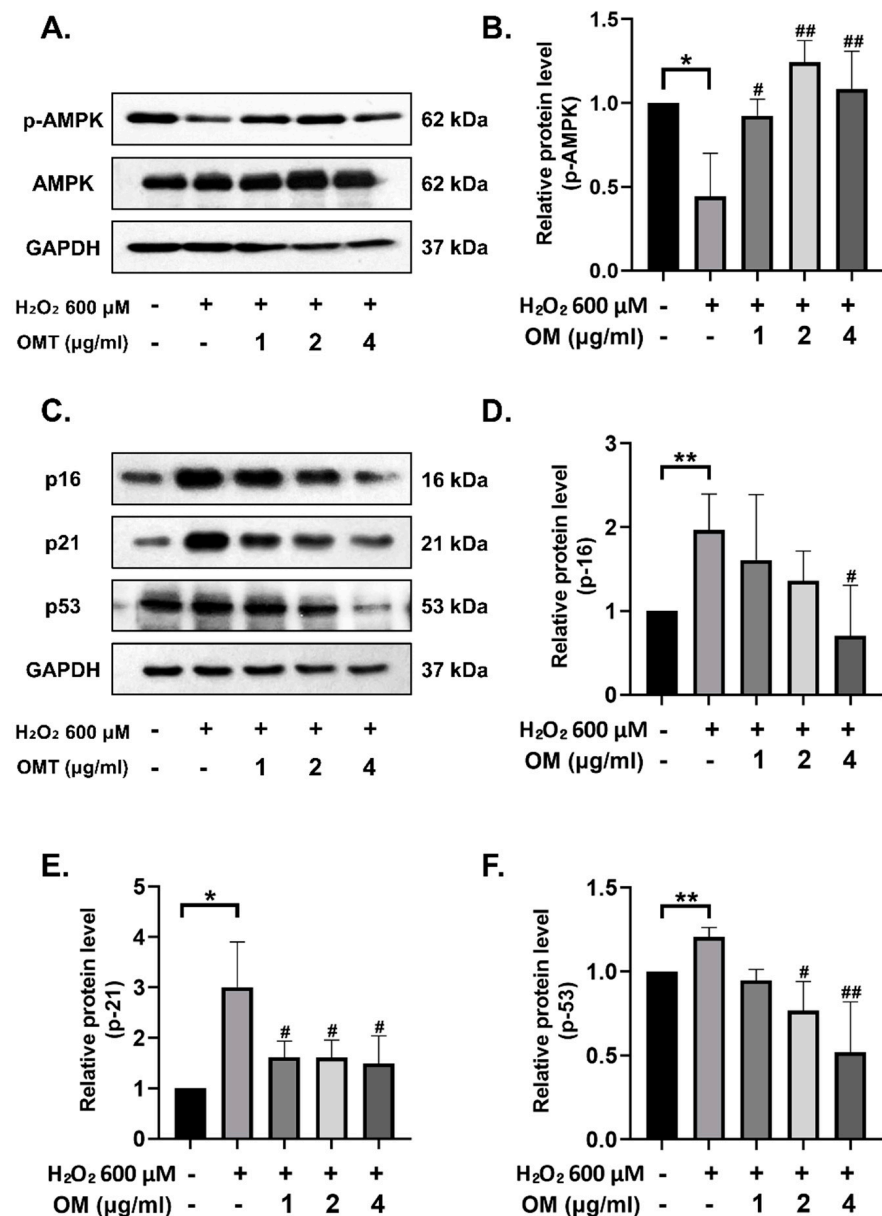 A.
p-AMPK 62 kDa
AMPK 62 kDa
GAPDH 37 kDa
H₂O₂ 600 μM - + + + +
OMT (μg/ml) - - 1 2 4
B.
Relative protein level
(p-AMPK)
1.5
1.0
0.5
0.0
* # ## ##
H₂O₂ 600 μM - + + + +
OM (μg/ml) - - 1 2 4
C.
p16 16 kDa
p21 21 kDa
p53 53 kDa
GAPDH 37 kDa
H₂O₂ 600 μM - + + + +
OMT (μg/ml) - - 1 2 4
D.
Relative protein level
(p-16)
3
2
1
0
** #
H₂O₂ 600 μM - + + + +
OM (μg/ml) - - 1 2 4
E.
Relative protein level
(p-21)
5
4
3
2
1
0
* # # #
H₂O₂ 600 μM - + + + +
OM (μg/ml) - - 1 2 4
F.
Relative protein level
(p-53)
1.5
1.0
0.5
0.0
** # ##
H₂O₂ 600 μM - + + + +
OM (μg/ml) - - 1 2 4